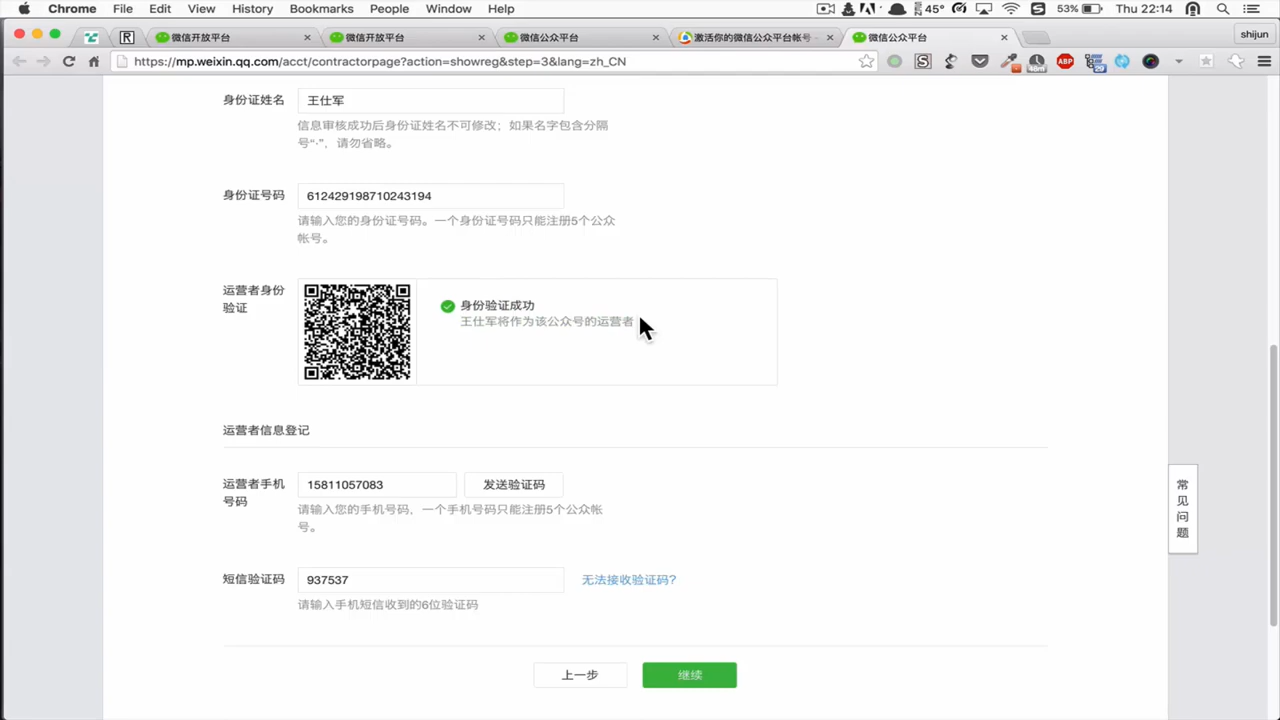 Chrome File Edit View History Bookmarks People Window Help 45° 53% Thu 22:14
微信开放平台 微信开放平台 微信公众平台 激活你的微信公众平台帐号 - 微信公众平台 shijun
https://mp.weixin.qq.com/acct/contractorpage?action=showreg&step=3&lang=zh_CN
身份证姓名 王仕军
信息审核成功后身份证姓名不可修改；如果名字包含分隔
号“·”，请勿省略。
身份证号码 612429198710243194
请输入您的身份证号码。一个身份证号码只能注册5个公众
帐号。
运营者身份
验证
身份验证成功
王仕军将作为该公众号的运营者
运营者信息登记
运营者手机
号码
15811057083 发送验证码
请输入您的手机号码，一个手机号码只能注册5个公众帐
号。
短信验证码 937537 无法接收验证码?
请输入手机短信收到的6位验证码
上一步 继续
常
见
问
题